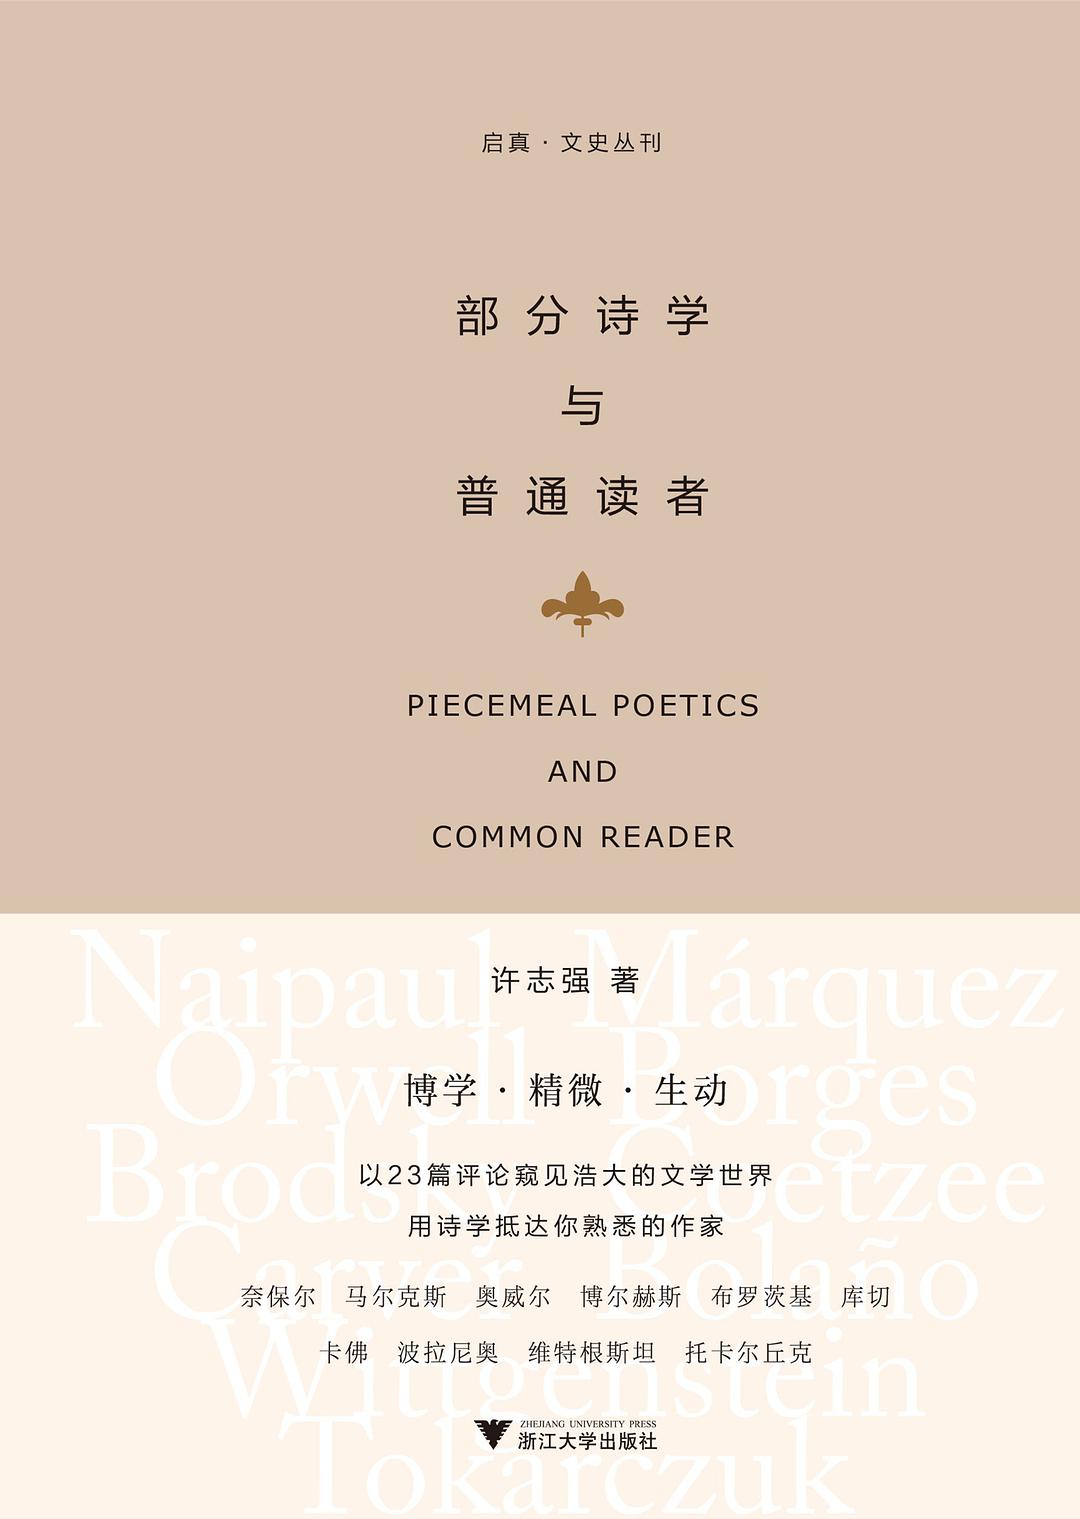 启真·文史丛刊
部分诗学
与
普通读者
PIECEMEAL POETICS
AND
COMMON READER
Naipaul Márquez
许志强 著
Orwell Borges
博学·精微·生动
Brodsky Coetzee
以23篇评论窥见浩大的文学世界
用诗学抵达你熟悉的作家
Carver Bolaño
奈保尔 马尔克斯 奥威尔 博尔赫斯 布罗茨基 库切
卡佛 波拉尼奥 维特根斯坦 托卡尔丘克
Wittgenstein
ZHEJIANG UNIVERSITY PRESS
浙江大学出版社
Tokarczuk